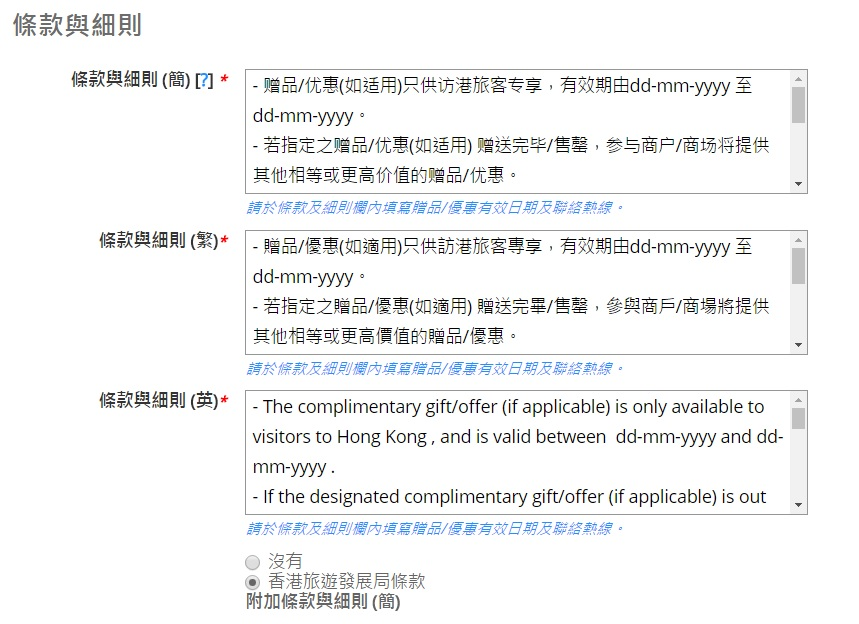 條款與細則
條款與細則 (簡) [?] *
- 赠品/优惠(如适用)只供访港旅客专享，有效期由dd-mm-yyyy 至
dd-mm-yyyy。
- 若指定之赠品/优惠(如适用) 赠送完毕/售罄，参与商户/商场将提供
其他相等或更高价值的赠品/优惠。
請於條款及細則欄內填寫贈品/優惠有效日期及聯絡熱線。
條款與細則 (繁)*
- 贈品/優惠(如適用)只供訪港旅客專享，有效期由dd-mm-yyyy 至
dd-mm-yyyy。
- 若指定之贈品/優惠(如適用) 贈送完畢/售罄，參與商戶/商場將提供
其他相等或更高價值的贈品/優惠。
請於條款及細則欄內填寫贈品/優惠有效日期及聯絡熱線。
條款與細則 (英)*
- The complimentary gift/offer (if applicable) is only available to
visitors to Hong Kong , and is valid between  dd-mm-yyyy and dd-
mm-yyyy .
- If the designated complimentary gift/offer (if applicable) is out
請於條款及細則欄內填寫贈品/優惠有效日期及聯絡熱線。
沒有
香港旅遊發展局條款
附加條款與細則 (簡)